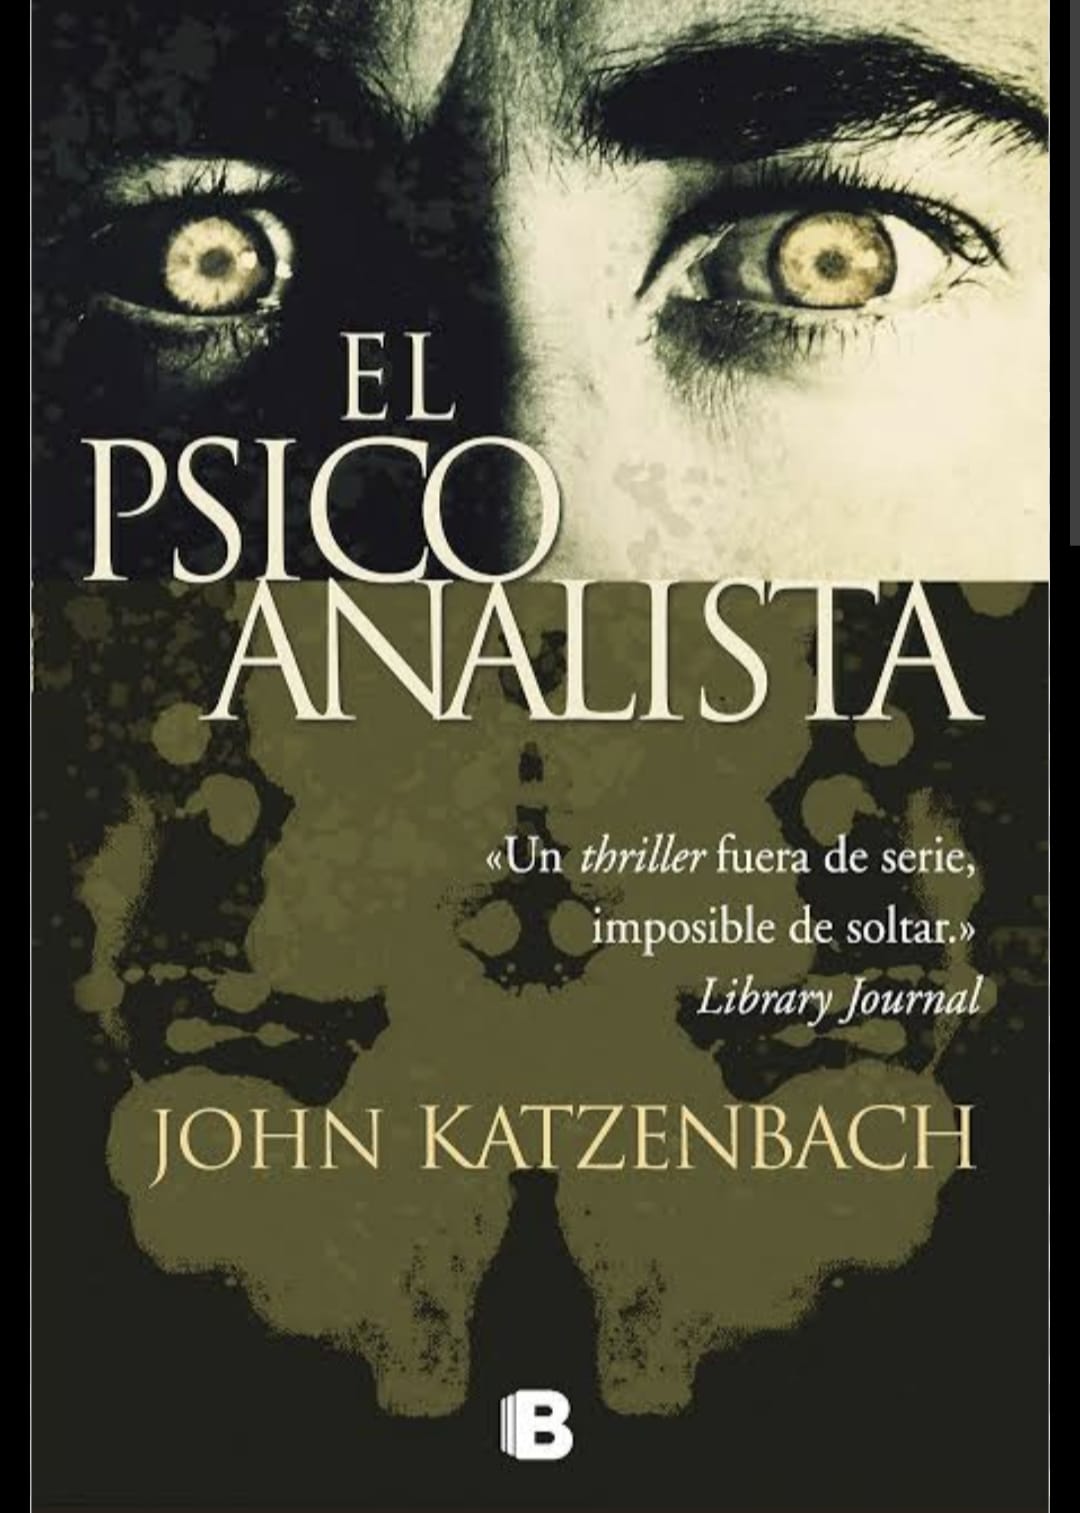 EL
PSICO
ANALISTA
«Un thriller fuera de serie,
imposible de soltar.»
Library Journal
JOHN KATZENBACH
B